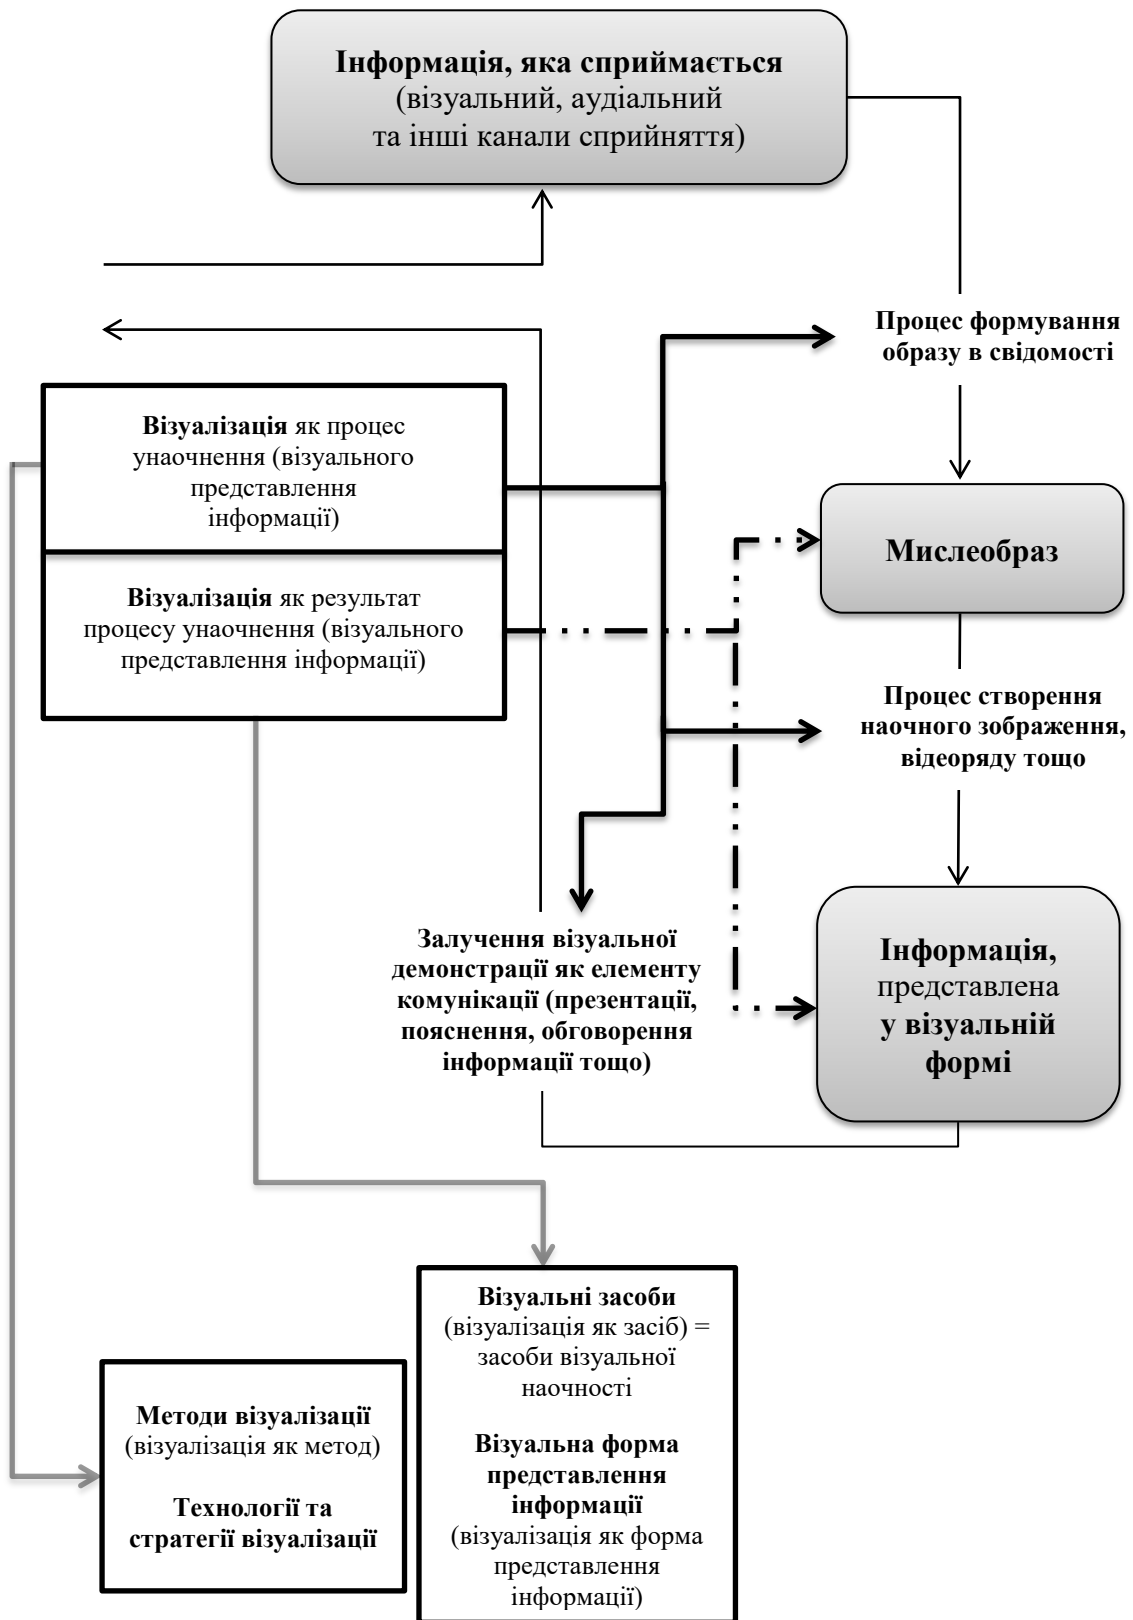 Інформація, яка сприймається
(візуальний, аудіальний
та інші канали сприйняття)
Процес формування
образу в свідомості
Візуалізація як процес
унаочнення (візуального
представлення
інформації)
Мислеобраз
Візуалізація як результат
процесу унаочнення (візуального
представлення інформації)
Процес створення
наочного зображення,
відеоряду тощо
Залучення візуальної
демонстрації як елементу
комунікації (презентації,
пояснення, обговорення
інформації тощо)
Інформація,
представлена
у візуальній
формі
Візуальні засоби
(візуалізація як засіб) =
засоби візуальної
наочності
Візуальна форма
представлення
інформації
(візуалізація як форма
представлення
інформації)
Методи візуалізації
(візуалізація як метод)
Технології та
стратегії візуалізації